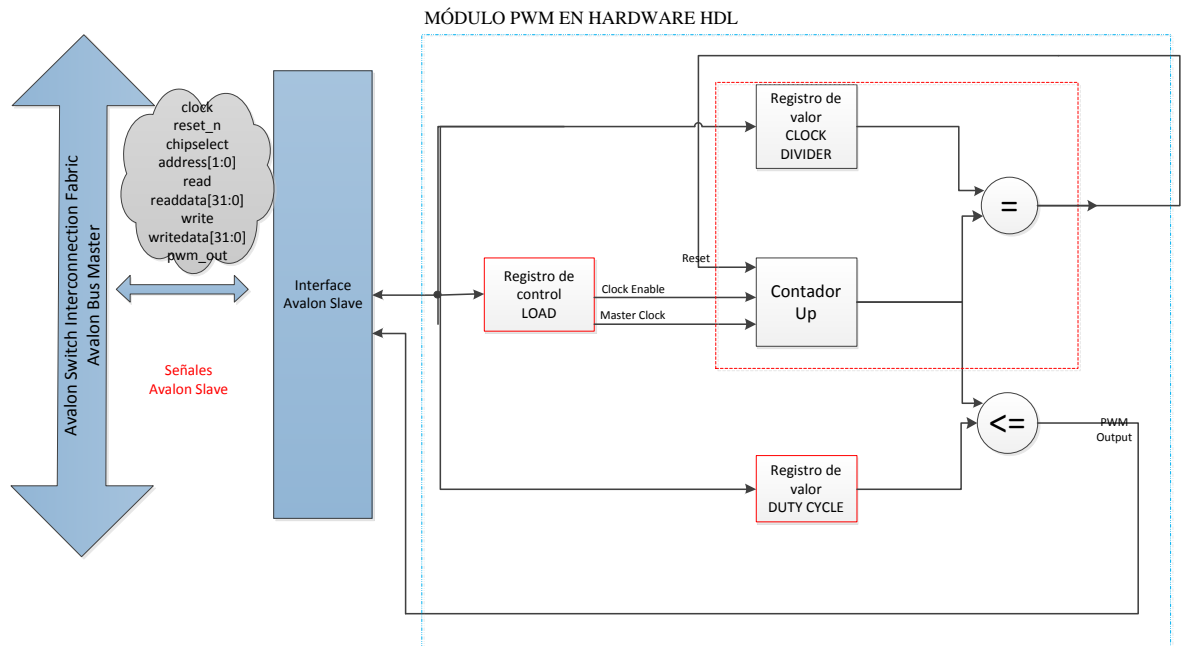 MÓDULO PWM EN HARDWARE HDL
Avalon Switch Interconnection Fabric
Avalon Bus Master
clock
reset_n
chipselect
address[1:0]
read
readdata[31:0]
write
writedata[31:0]
pwm_out
Señales
Avalon Slave
Interface
Avalon Slave
Registro de
control
LOAD
Clock Enable
Master Clock
Reset
Registro de
valor
CLOCK
DIVIDER
Contador
Up
=
<=
PWM
Output
Registro de
valor
DUTY CYCLE